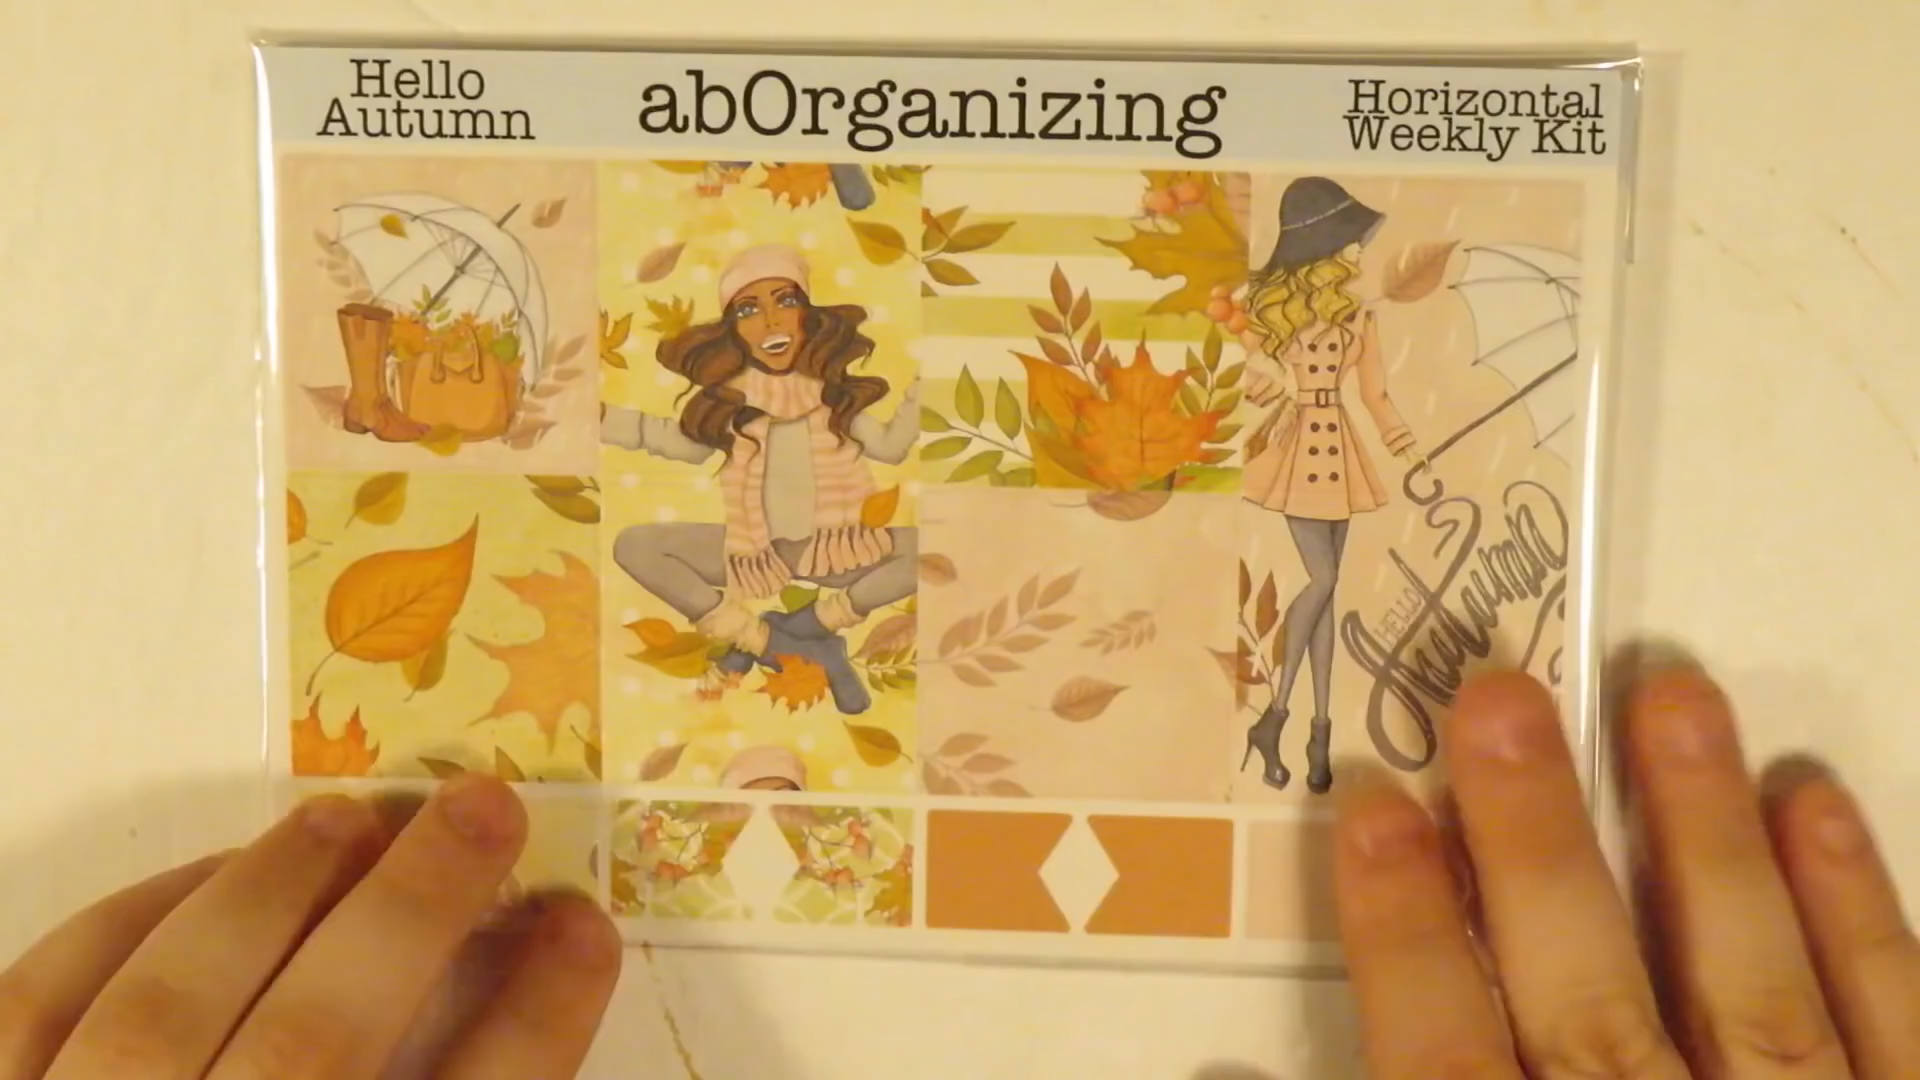 Hello
Autumn
abOrganizing
Horizontal
Weekly Kit
HELLO
Autumn